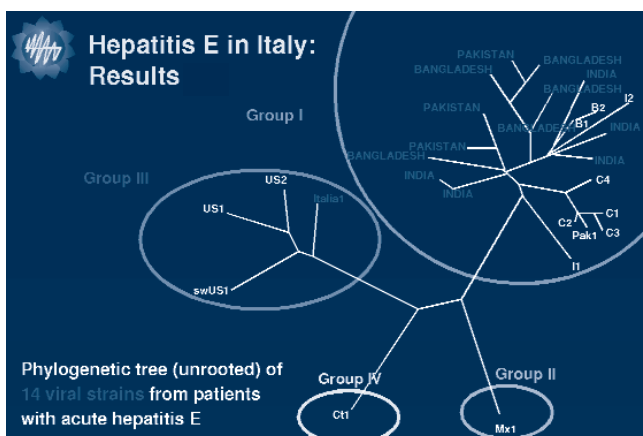 Hepatitis E in Italy:
Results
PAKISTAN
BANGLADESH
BANGLADESH
INDIA
BANGLADESH
I2
B2
B1
Group I
PAKISTAN
BANGLADESH
INDIA
PAKISTAN
BANGLADESH
INDIA
Group III
US2
INDIA
C4
Italia1
INDIA
US1
C2
C1
Pak1
C3
I1
swUS1
Phylogenetic tree (unrooted) of
14 viral strains from patients
with acute hepatitis E
Group IV
Group II
Ct1
Mx1